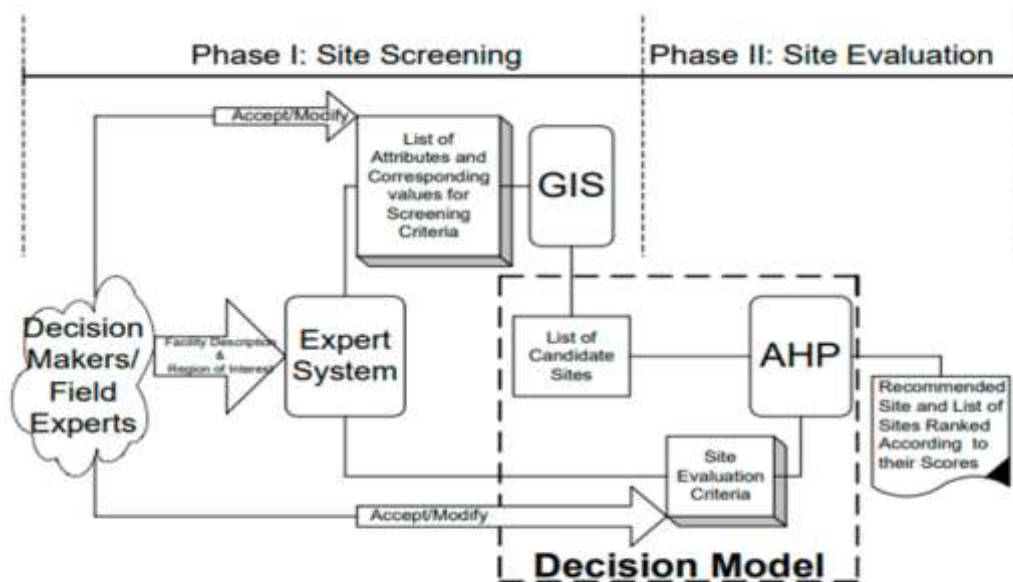 Phase I: Site Screening
Phase II: Site Evaluation
Accept/Modify
List of
Attributes and
Corresponding
values for
Screening
Criteria
GIS
Decision
Makers/
Field
Experts
Facility Description
&
Region of Interest
Expert
System
List of
Candidate
Sites
AHP
Recommended
Site and List of
Sites Ranked
According to
their Scores
Site
Evaluation
Criteria
Accept/Modify
Decision Model